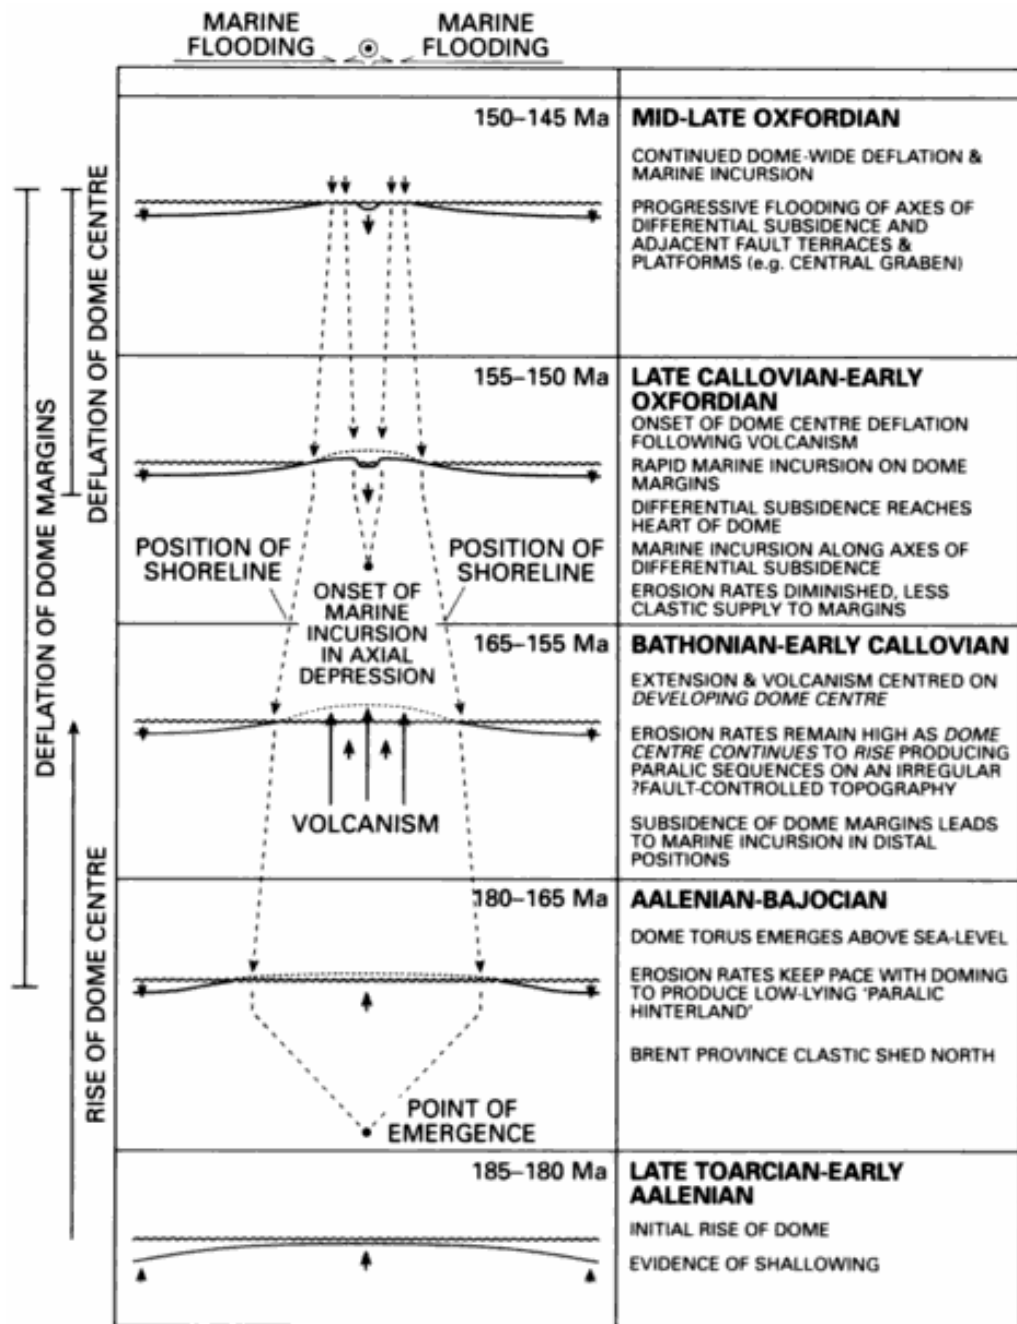 MARINE
FLOODING
MARINE
FLOODING
DEFLATION OF DOME MARGINS
DEFLATION OF DOME CENTRE
RISE OF DOME CENTRE
150–145 Ma
MID-LATE OXFORDIAN
CONTINUED DOME-WIDE DEFLATION &
MARINE INCURSION
PROGRESSIVE FLOODING OF AXES OF
DIFFERENTIAL SUBSIDENCE AND
ADJACENT FAULT TERRACES &
PLATFORMS (e.g. CENTRAL GRABEN)
155–150 Ma
LATE CALLOVIAN-EARLY
OXFORDIAN
ONSET OF DOME CENTRE DEFLATION
FOLLOWING VOLCANISM
RAPID MARINE INCURSION ON DOME
MARGINS
DIFFERENTIAL SUBSIDENCE REACHES
HEART OF DOME
MARINE INCURSION ALONG AXES OF
DIFFERENTIAL SUBSIDENCE
EROSION RATES DIMINISHED, LESS
CLASTIC SUPPLY TO MARGINS
POSITION OF
SHORELINE
ONSET OF
MARINE
INCURSION
IN AXIAL
DEPRESSION
POSITION OF
SHORELINE
165–155 Ma
BATHONIAN-EARLY CALLOVIAN
EXTENSION & VOLCANISM CENTRED ON
DEVELOPING DOME CENTRE
EROSION RATES REMAIN HIGH AS DOME
CENTRE CONTINUES TO RISE PRODUCING
PARALIC SEQUENCES ON AN IRREGULAR
?FAULT-CONTROLLED TOPOGRAPHY
SUBSIDENCE OF DOME MARGINS LEADS
TO MARINE INCURSION IN DISTAL
POSITIONS
VOLCANISM
180–165 Ma
AALENIAN-BAJOCIAN
DOME TORUS EMERGES ABOVE SEA-LEVEL
EROSION RATES KEEP PACE WITH DOMING
TO PRODUCE LOW-LYING 'PARALIC
HINTERLAND'
BRENT PROVINCE CLASTIC SHED NORTH
POINT OF
EMERGENCE
185–180 Ma
LATE TOARCIAN-EARLY
AALENIAN
INITIAL RISE OF DOME
EVIDENCE OF SHALLOWING